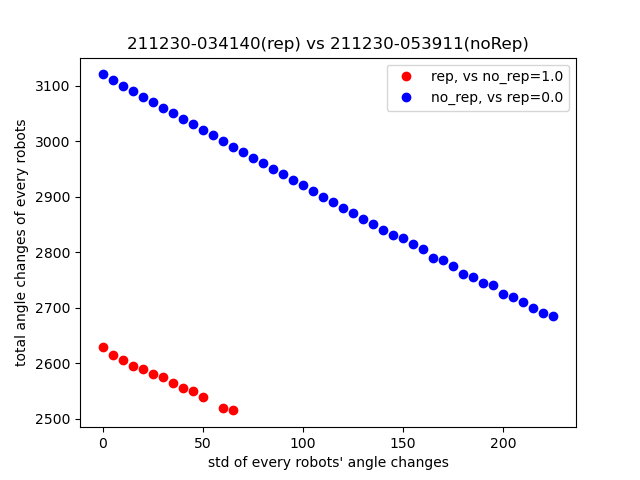 211230-034140(rep) vs 211230-053911(noRep)
rep, vs no_rep=1.0
no_rep, vs rep=0.0
total angle changes of every robots
3100
3000
2900
2800
2700
2600
2500
0
50
100
150
200
std of every robots' angle changes